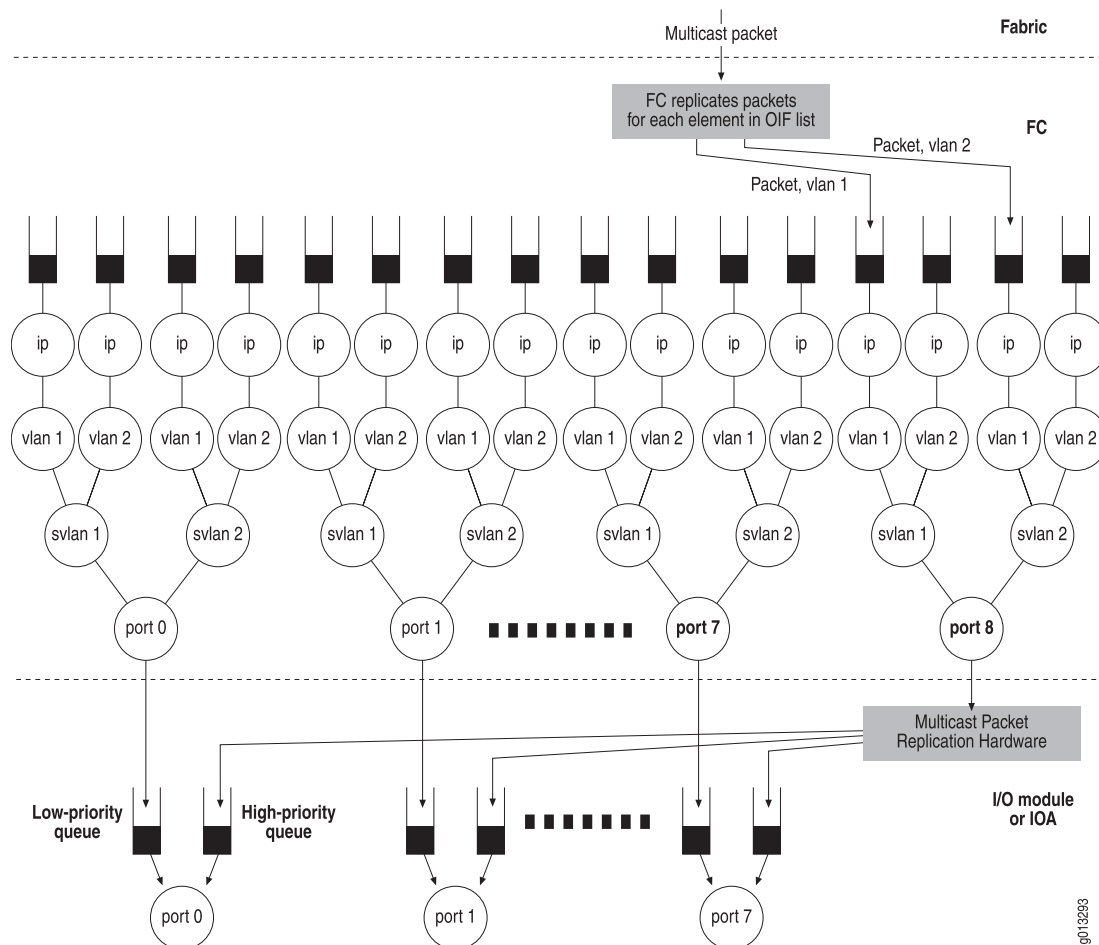 Multicast packet
Fabric
FC replicates packets
for each element in OIF list
FC
Packet, vlan 2
Packet, vlan 1
ip ip ip ip ip ip ip ip ip ip ip ip ip ip ip ip
vlan 1 vlan 2 vlan 1 vlan 2 vlan 1 vlan 2 vlan 1 vlan 2 vlan 1 vlan 2 vlan 1 vlan 2 vlan 1 vlan 2 vlan 1 vlan 2
svlan 1 svlan 2 svlan 1 svlan 2 svlan 1 svlan 2 svlan 1 svlan 2
port 0 port 1 port 7 port 8
Multicast Packet
Replication Hardware
Low-priority
queue
High-priority
queue
I/O module
or IOA
port 0 port 1 port 7
g013293